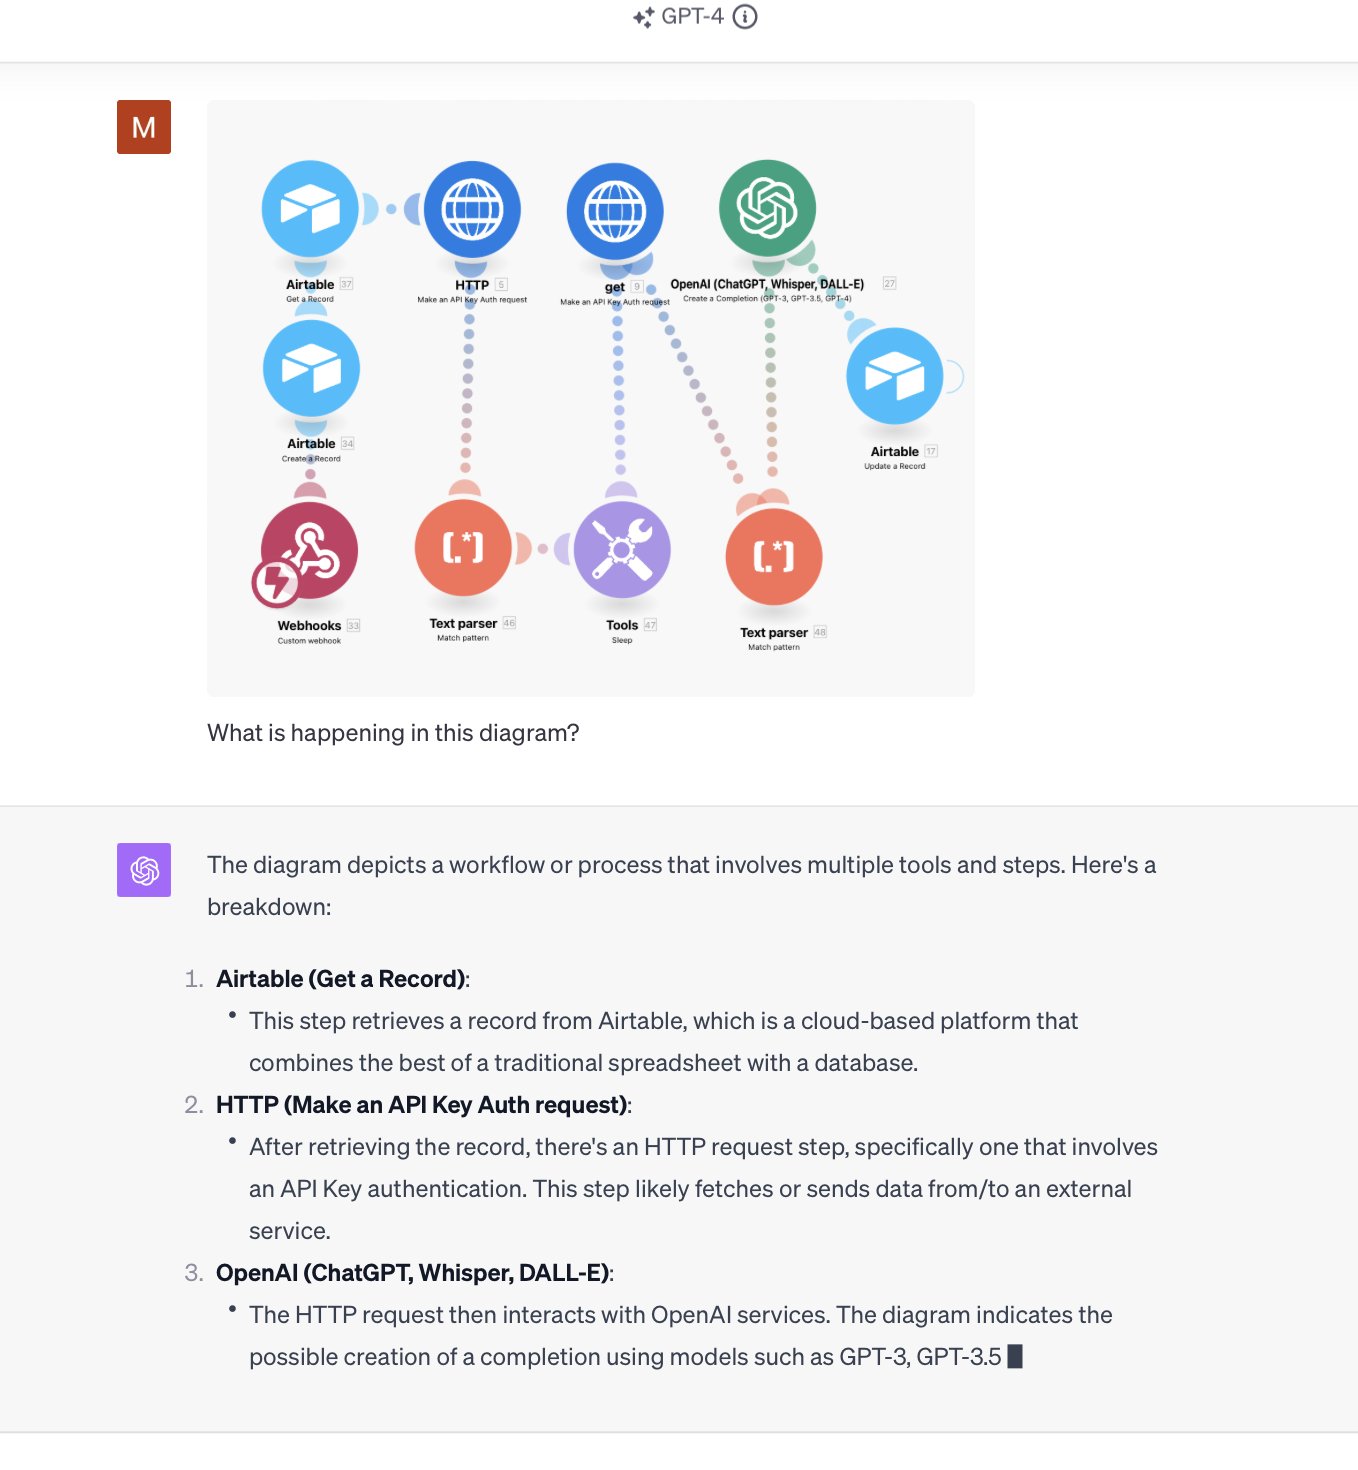 GPT-4
M
Airtable 37
Get a Record
HTTP 5
Make an API Key Auth request
get 9
Make an API Key Auth request
OpenAI (ChatGPT, Whisper, DALL-E) 27
Create a Completion (GPT-3, GPT-3.5, GPT-4)
Airtable 34
Create a Record
Airtable 17
Update a Record
[.*]
[.*]
Webhooks 33
Custom webhook
Text parser 46
Match pattern
Tools 47
Sleep
Text parser 48
Match pattern
What is happening in this diagram?
The diagram depicts a workflow or process that involves multiple tools and steps. Here's a
breakdown:
1. Airtable (Get a Record):
• This step retrieves a record from Airtable, which is a cloud-based platform that
combines the best of a traditional spreadsheet with a database.
2. HTTP (Make an API Key Auth request):
• After retrieving the record, there's an HTTP request step, specifically one that involves
an API Key authentication. This step likely fetches or sends data from/to an external
service.
3. OpenAI (ChatGPT, Whisper, DALL-E):
• The HTTP request then interacts with OpenAI services. The diagram indicates the
possible creation of a completion using models such as GPT-3, GPT-3.5